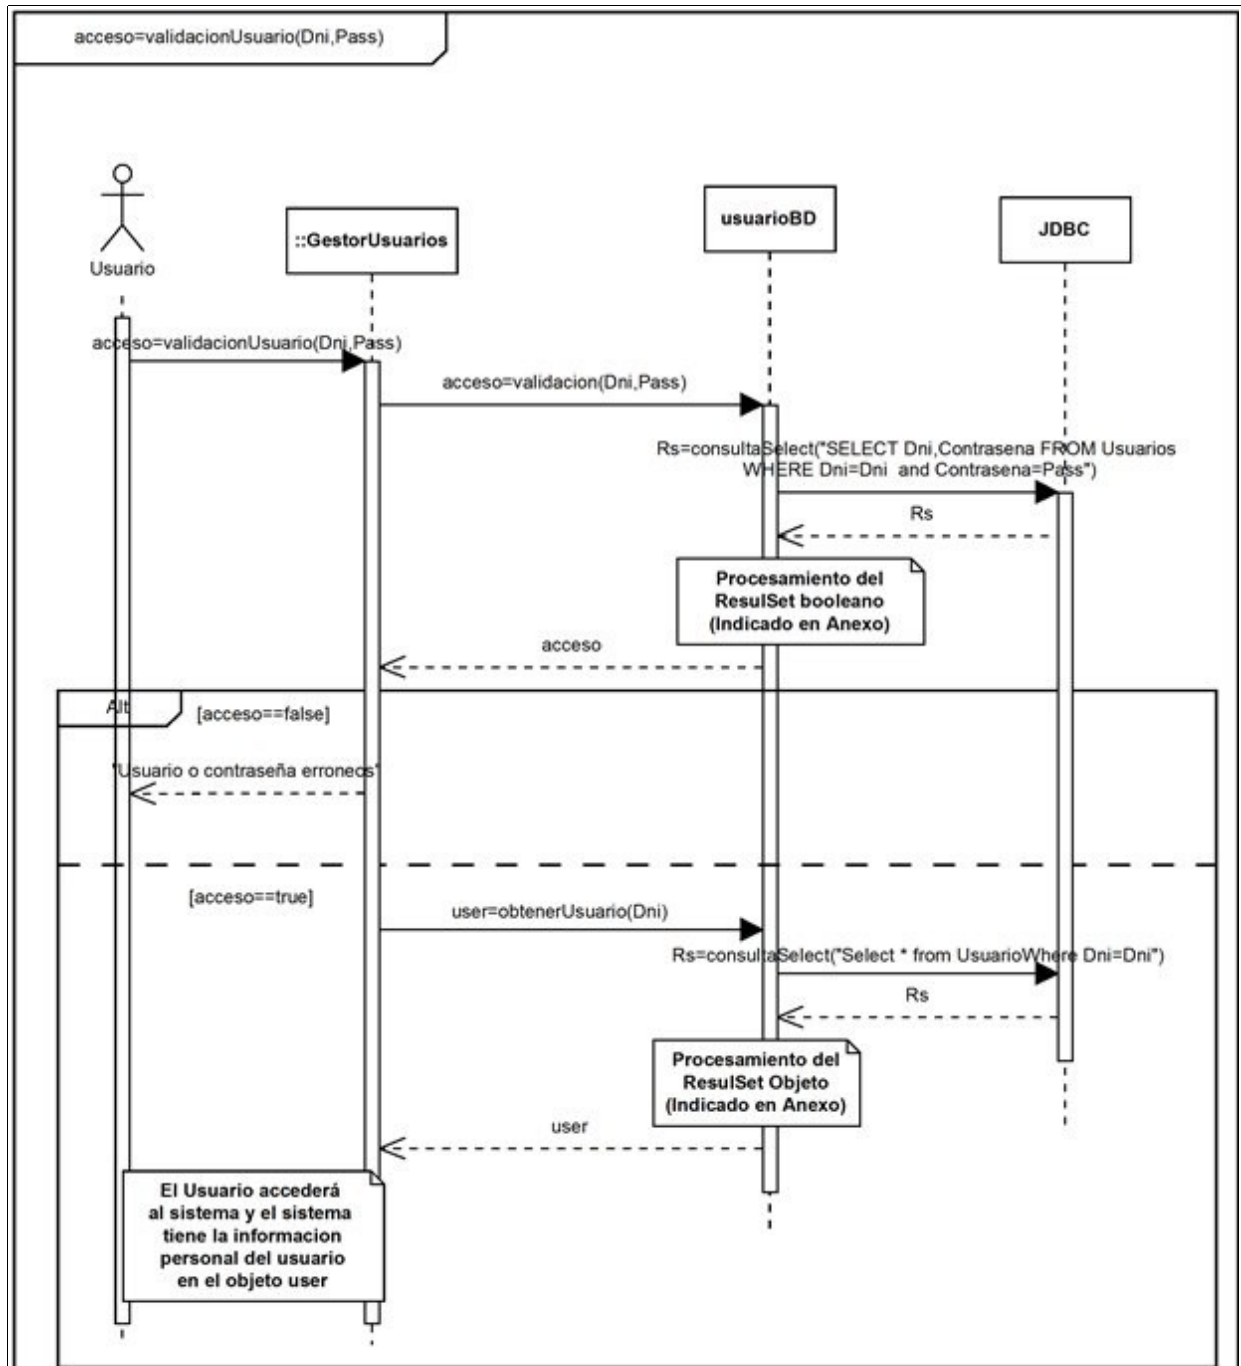 acceso=validacionUsuario(Dni,Pass)
Usuario
::GestorUsuarios
usuarioBD
JDBC
acceso=validacionUsuario(Dni,Pass)
acceso=validacion(Dni,Pass)
Rs=consultaSelect("SELECT Dni,Contrasena FROM Usuarios
WHERE Dni=Dni  and Contrasena=Pass")
Rs
Procesamiento del
ResulSet booleano
(Indicado en Anexo)
acceso
Alt
[acceso==false]
"Usuario o contraseña erroneos"
[acceso==true]
user=obtenerUsuario(Dni)
Rs=consultaSelect("Select * from UsuarioWhere Dni=Dni")
Rs
Procesamiento del
ResulSet Objeto
(Indicado en Anexo)
user
El Usuario accederá
al sistema y el sistema
tiene la informacion
personal del usuario
en el objeto user